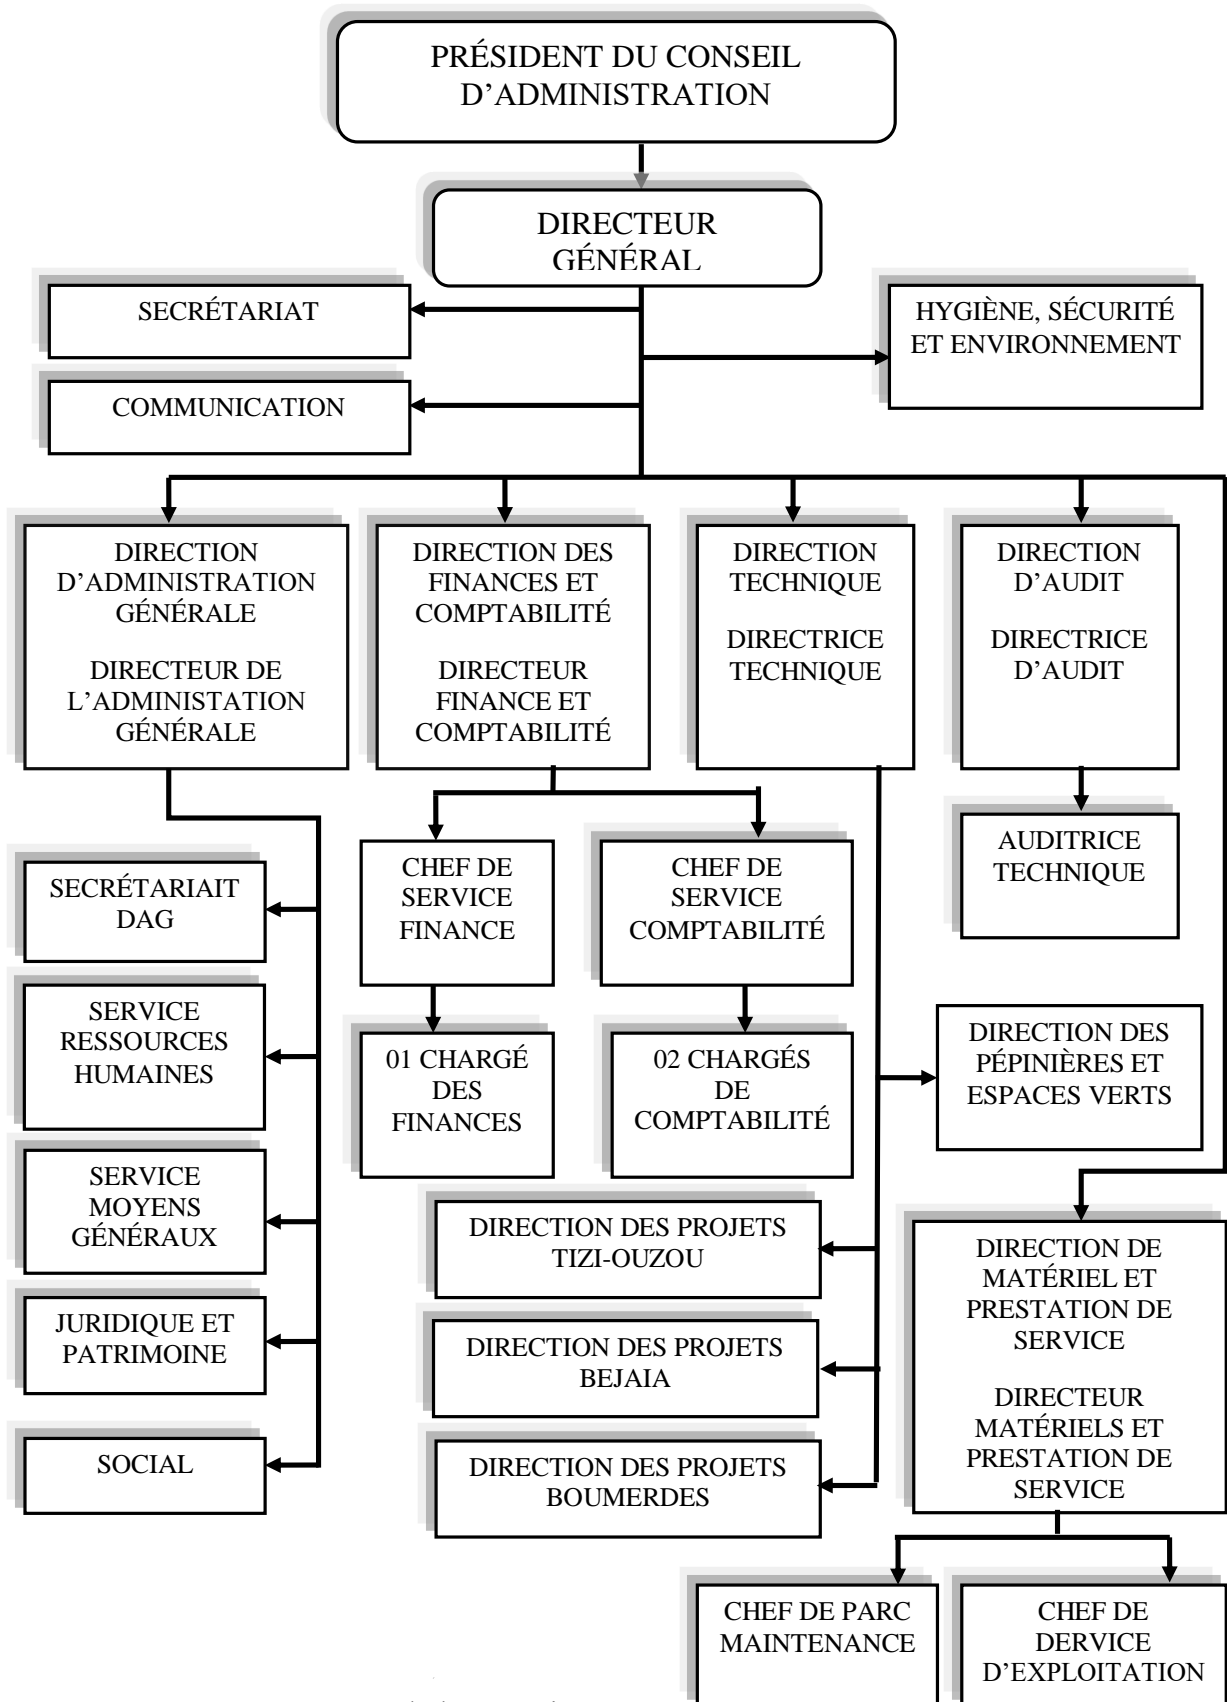 PRÉSIDENT DU CONSEIL
D’ADMINISTRATION
DIRECTEUR
GÉNÉRAL
SECRÉTARIAT
HYGIÈNE, SÉCURITÉ
ET ENVIRONNEMENT
COMMUNICATION
DIRECTION
D’ADMINISTRATION
GÉNÉRALE
DIRECTEUR DE
L’ADMINISTATION
GÉNÉRALE
DIRECTION DES
FINANCES ET
COMPTABILITÉ
DIRECTEUR
FINANCE ET
COMPTABILITÉ
DIRECTION
TECHNIQUE
DIRECTRICE
TECHNIQUE
DIRECTION
D’AUDIT
DIRECTRICE
D’AUDIT
SECRÉTARIAIT
DAG
SERVICE
RESSOURCES
HUMAINES
SERVICE
MOYENS
GÉNÉRAUX
JURIDIQUE ET
PATRIMOINE
SOCIAL
CHEF DE
SERVICE
FINANCE
CHEF DE
SERVICE
COMPTABILITÉ
01 CHARGÉ
DES
FINANCES
02 CHARGÉS
DE
COMPTABILITÉ
AUDITRICE
TECHNIQUE
DIRECTION DES
PÉPINIÈRES ET
ESPACES VERTS
DIRECTION DES PROJETS
TIZI-OUZOU
DIRECTION DES PROJETS
BEJAIA
DIRECTION DES PROJETS
BOUMERDES
DIRECTION DE
MATÉRIEL ET
PRESTATION DE
SERVICE
DIRECTEUR
MATÉRIELS ET
PRESTATION DE
SERVICE
CHEF DE PARC
MAINTENANCE
CHEF DE
DERVICE
D’EXPLOITATION